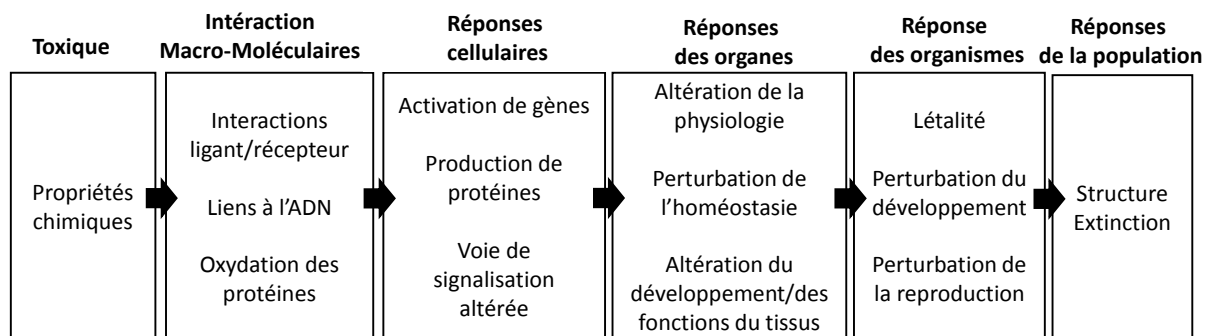 Toxique
Intéraction
Macro-Moléculaires
Réponses
cellulaires
Réponses
des organes
Réponse
des organismes
Réponses
de la population
Propriétés
chimiques
Interactions
ligant/récepteur
Liens à l'ADN
Oxydation des
protéines
Activation de gènes
Production de
protéines
Voie de
signalisation
altérée
Altération de la
physiologie
Perturbation de
l'homéostasie
Altération du
développement/des
fonctions du tissus
Létalité
Perturbation du
développement
Perturbation de
la reproduction
Structure
Extinction